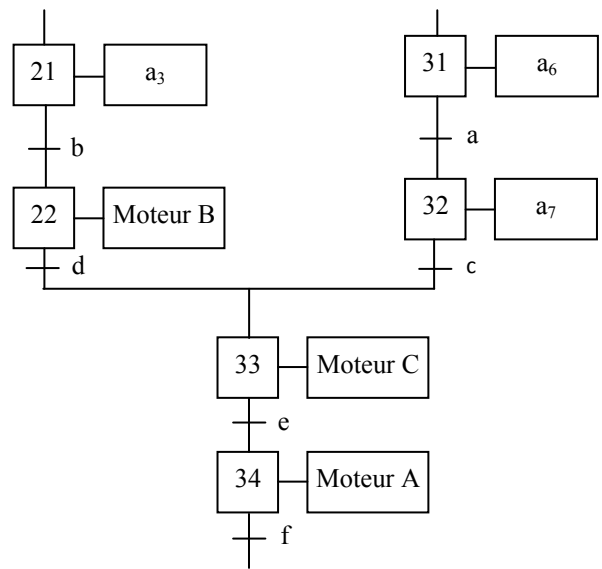 21 a₃ 31 a₆
b a
22 Moteur B 32 a₇
d c
33 Moteur C
e
34 Moteur A
f